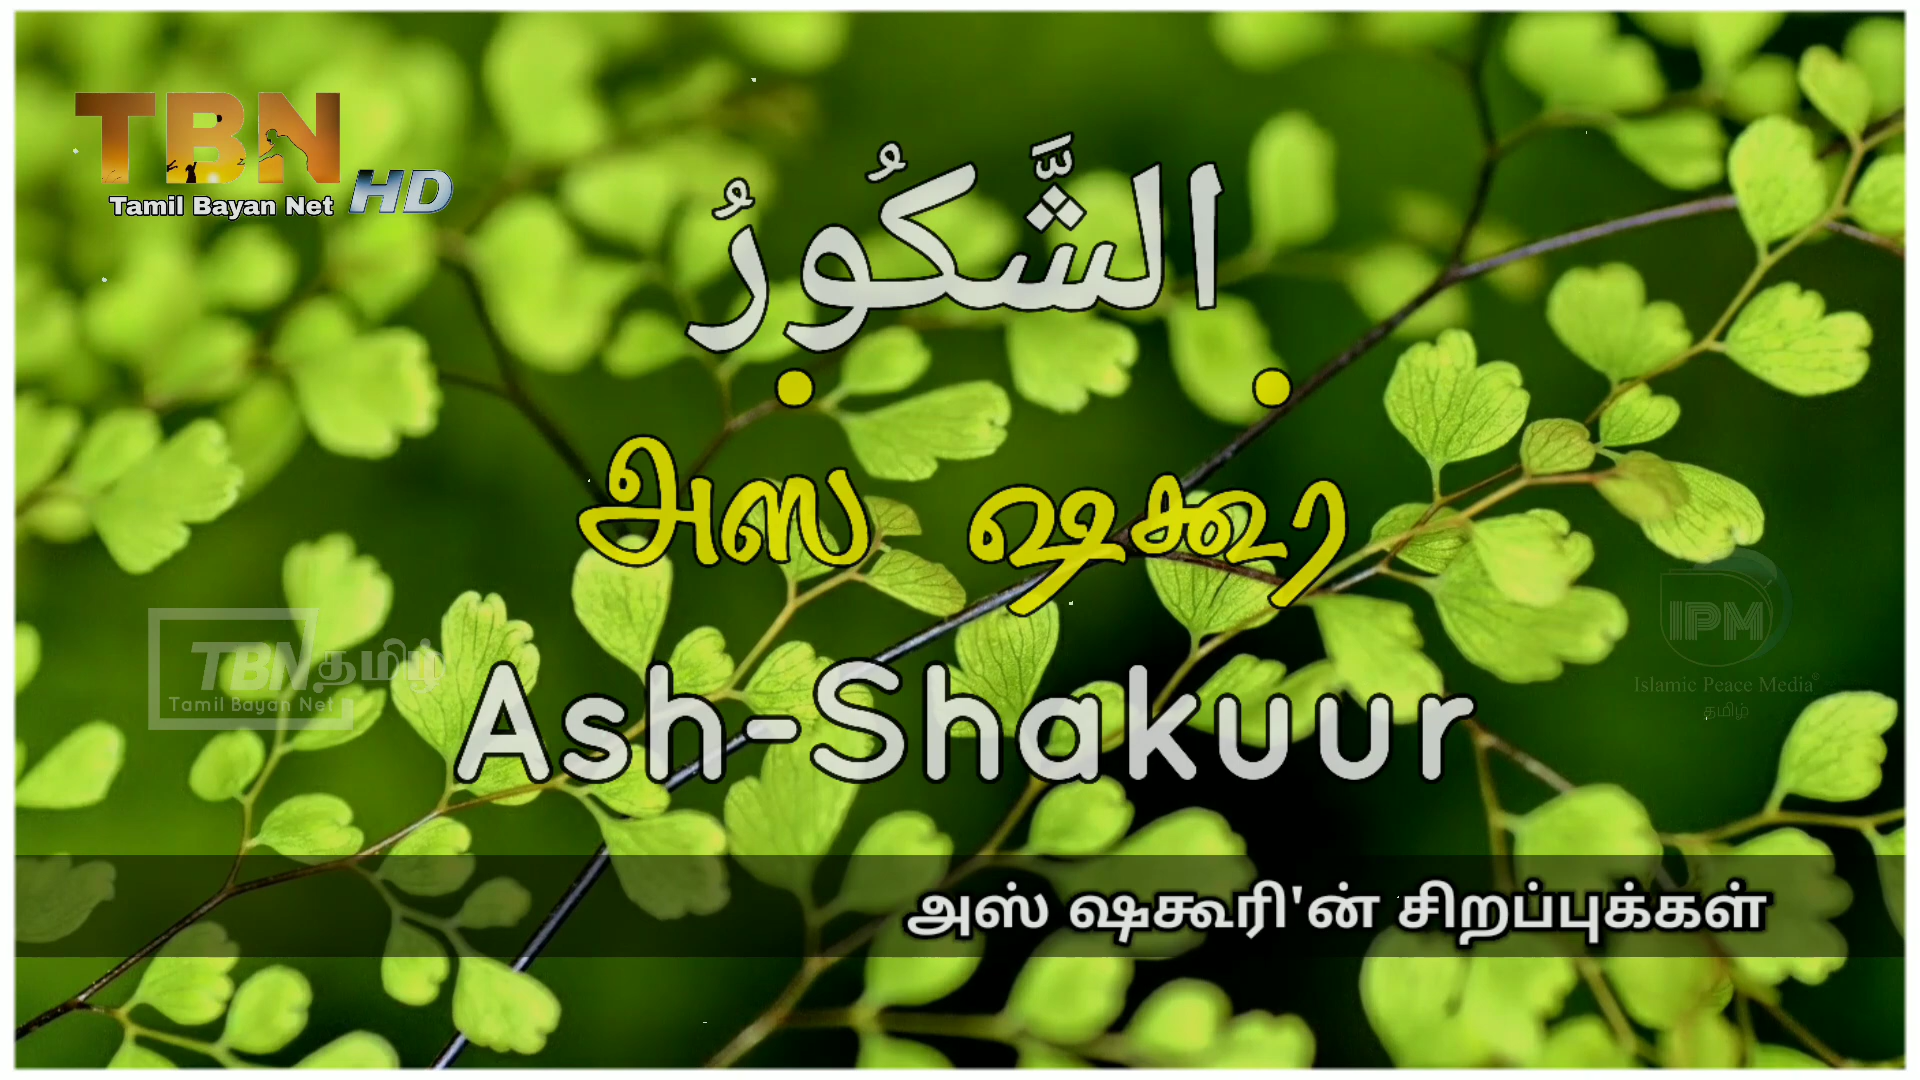 TBN
Tamil Bayan Net HD
الشَّكُورُ
அஸ் ஷகூர்
TBN தமிழ்
Tamil Bayan Net
IPM
Islamic Peace Media
தமிழ்
Ash-Shakuur
அஸ் ஷகூரி'ன் சிறப்புக்கள்